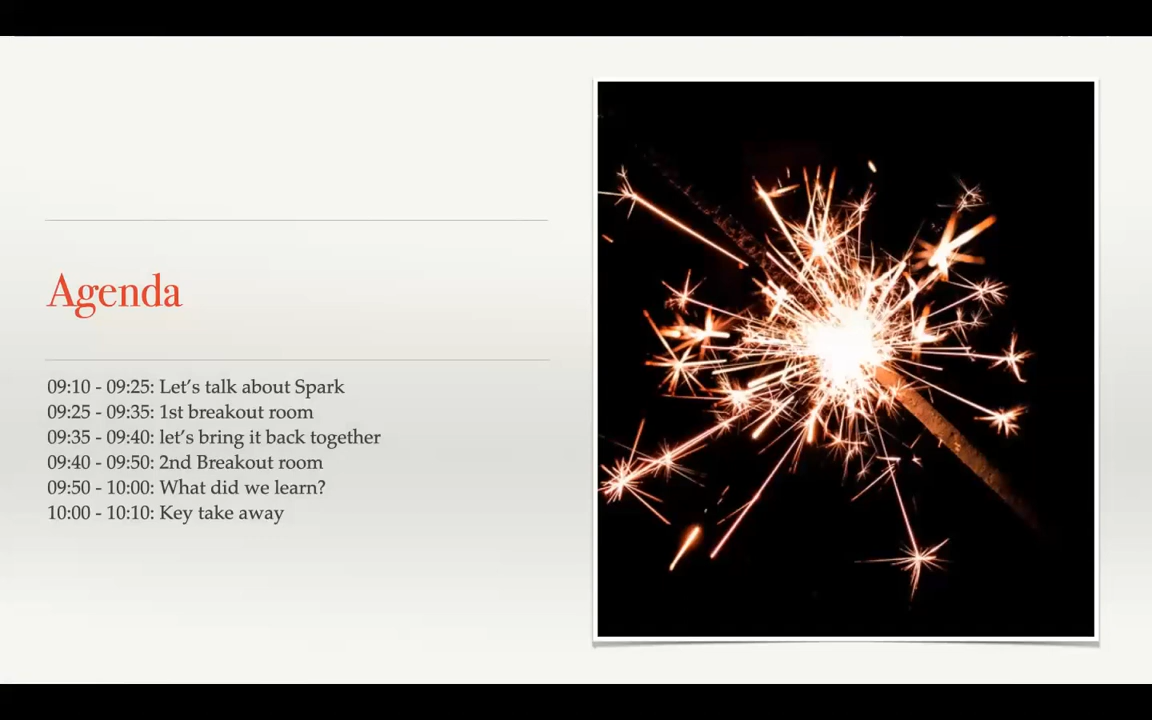 Agenda
09:10 - 09:25: Let’s talk about Spark
09:25 - 09:35: 1st breakout room
09:35 - 09:40: let’s bring it back together
09:40 - 09:50: 2nd Breakout room
09:50 - 10:00: What did we learn?
10:00 - 10:10: Key take away